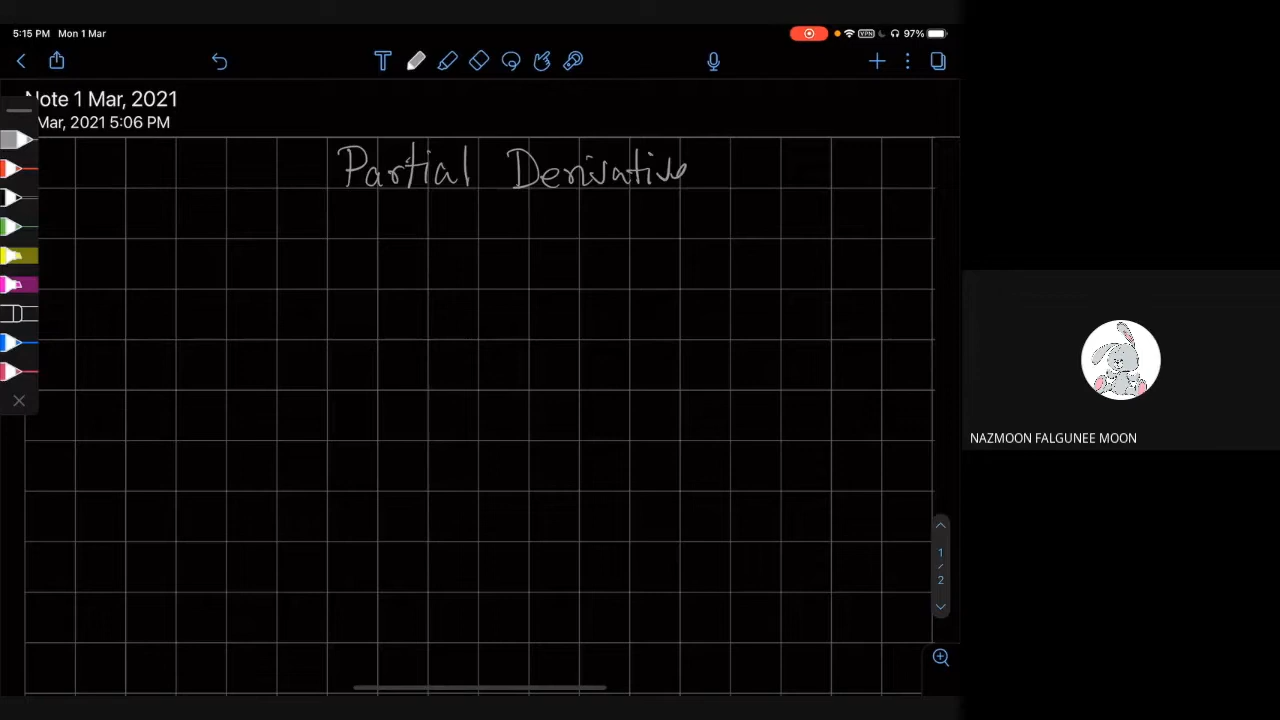 5:15 PM Mon 1 Mar
VPN 97%
T
Note 1 Mar, 2021
Mar, 2021 5:06 PM
Partial Derivative
1
/
2
NAZMOON FALGUNEE MOON